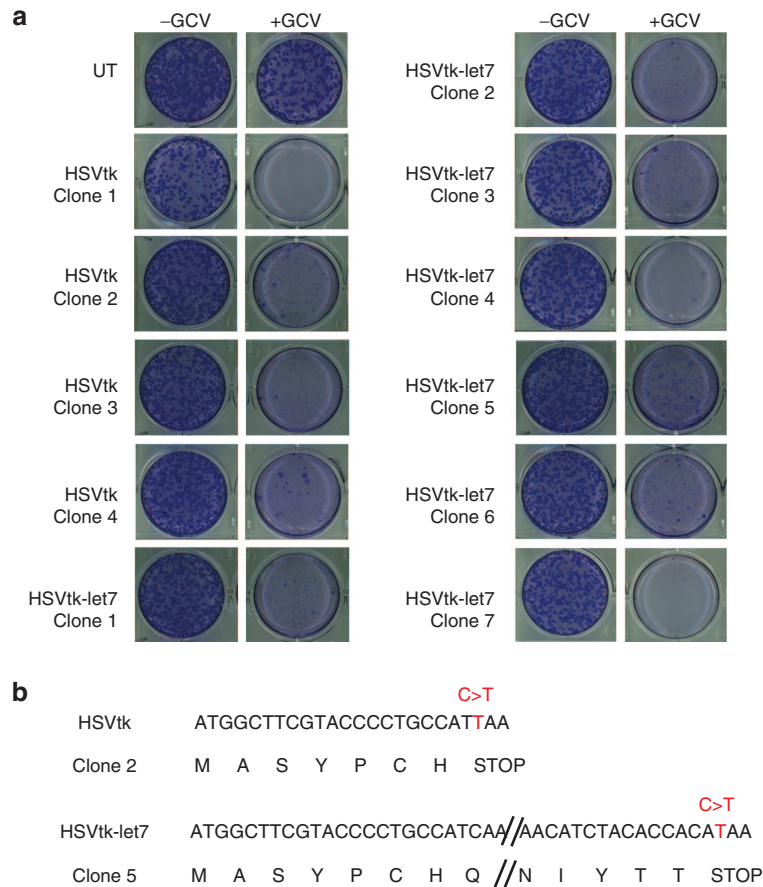 a
–GCV +GCV
UT
HSVtk
Clone 1
HSVtk
Clone 2
HSVtk
Clone 3
HSVtk
Clone 4
HSVtk-let7
Clone 1
–GCV +GCV
HSVtk-let7
Clone 2
HSVtk-let7
Clone 3
HSVtk-let7
Clone 4
HSVtk-let7
Clone 5
HSVtk-let7
Clone 6
HSVtk-let7
Clone 7
b
C>T
HSVtk ATGGCTTCGTACCCCTGCCATTAA
Clone 2 M A S Y P C H STOP
C>T
HSVtk-let7 ATGGCTTCGTACCCCTGCCATCAA//AACATCTACACCACATAA
Clone 5 M A S Y P C H Q // N I Y T T STOP